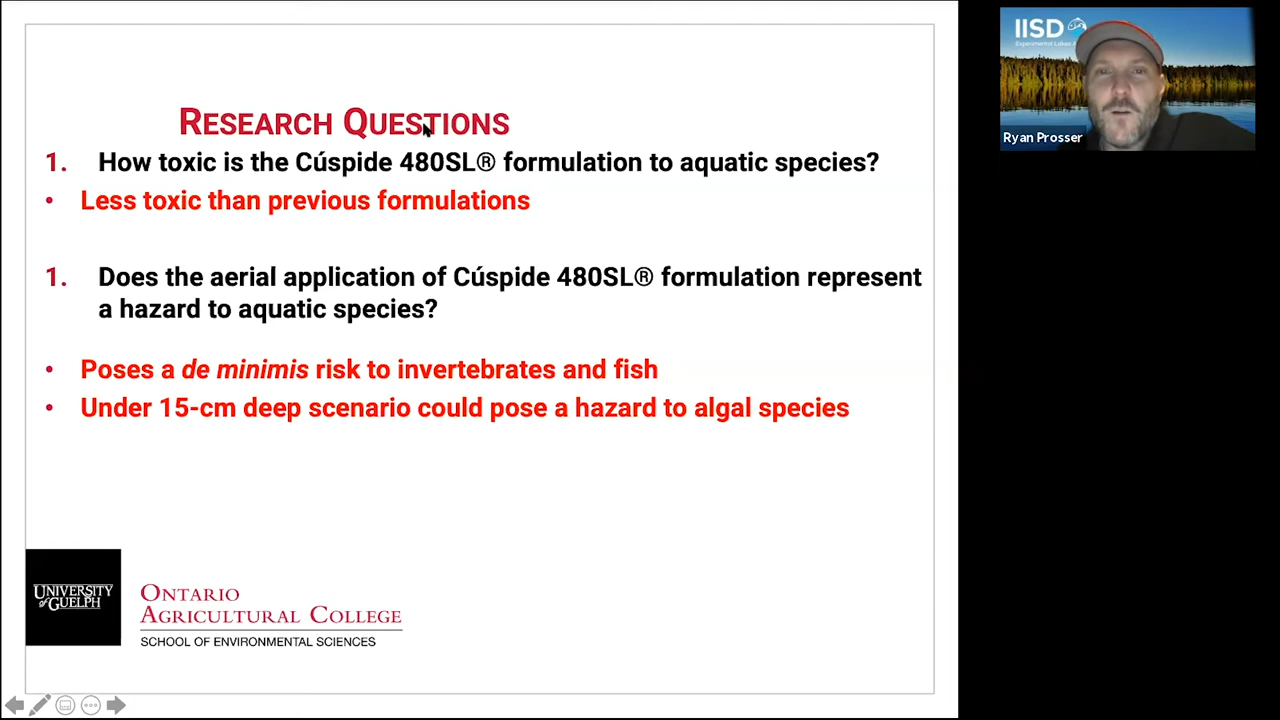 RESEARCH QUESTIONS
1. How toxic is the Cúspide 480SL® formulation to aquatic species?
• Less toxic than previous formulations
1. Does the aerial application of Cúspide 480SL® formulation represent
a hazard to aquatic species?
• Poses a de minimis risk to invertebrates and fish
• Under 15-cm deep scenario could pose a hazard to algal species
UNIVERSITY
of GUELPH
ONTARIO
AGRICULTURAL COLLEGE
SCHOOL OF ENVIRONMENTAL SCIENCES
IISD
Experimental Lakes
Ryan Prosser